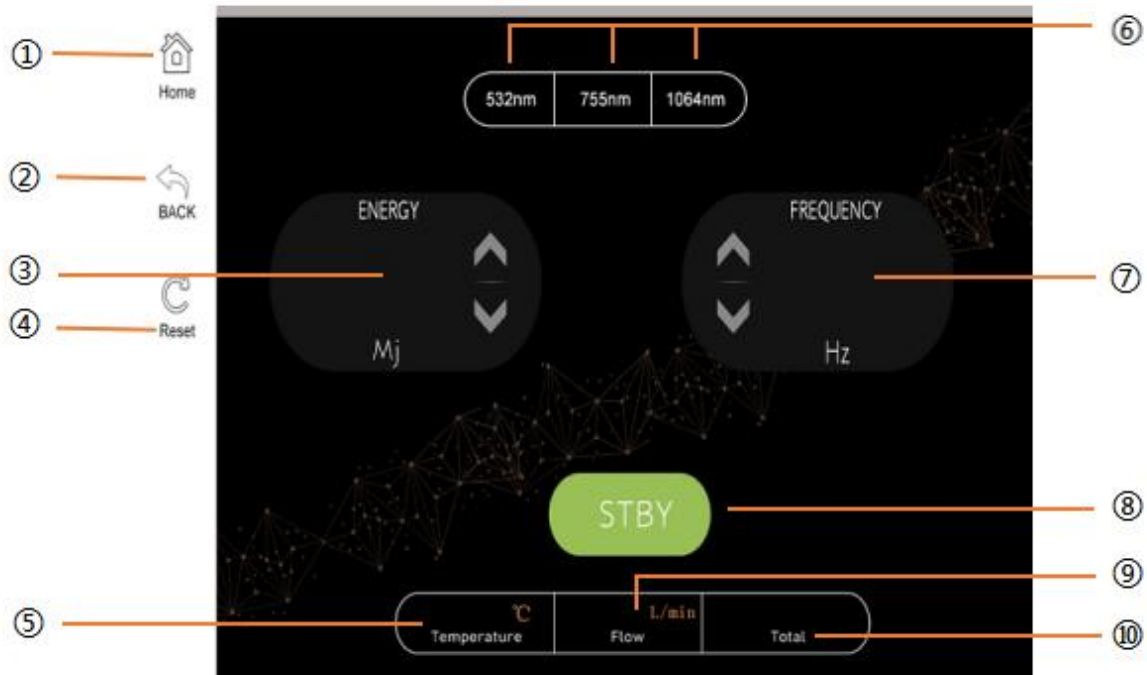 ① Home
② BACK
③
④ Reset
⑤
⑥
532nm 755nm 1064nm
ENERGY
Mj
FREQUENCY
Hz
⑦
STBY
⑧
⑨
℃ L/min
Temperature Flow Total
⑩